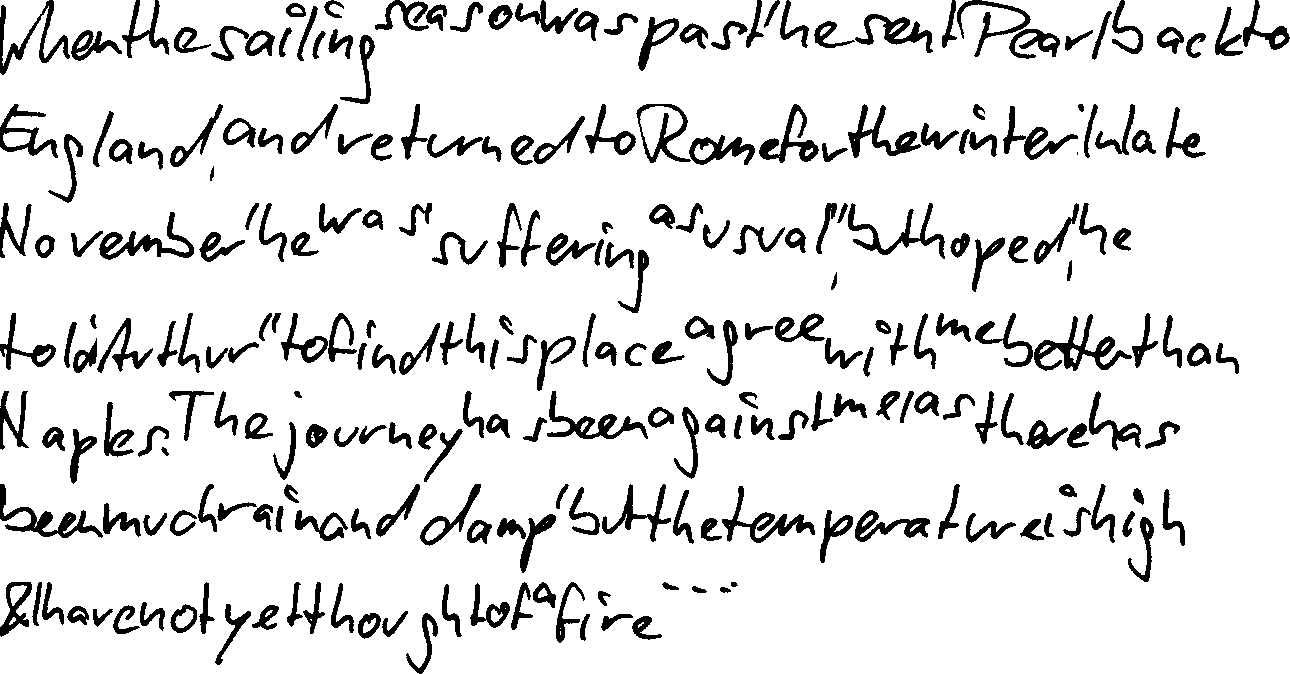 When the sailing season was past he sent Pearl back to
England, and returned to Rome for the winter. In late
November he was suffering as usual, but hoped, he
told Arthur "to find this place agree with me better than
Naples. The journey has been against me, as there has
been much rain and damp but the temperature is high
& I have not yet thought of a fire ---